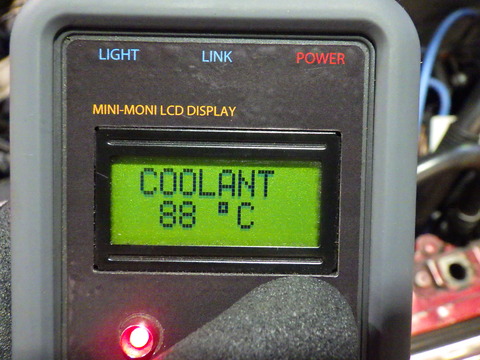 LIGHT LINK POWER
MINI-MONI LCD DISPLAY
COOLANT
88 °C